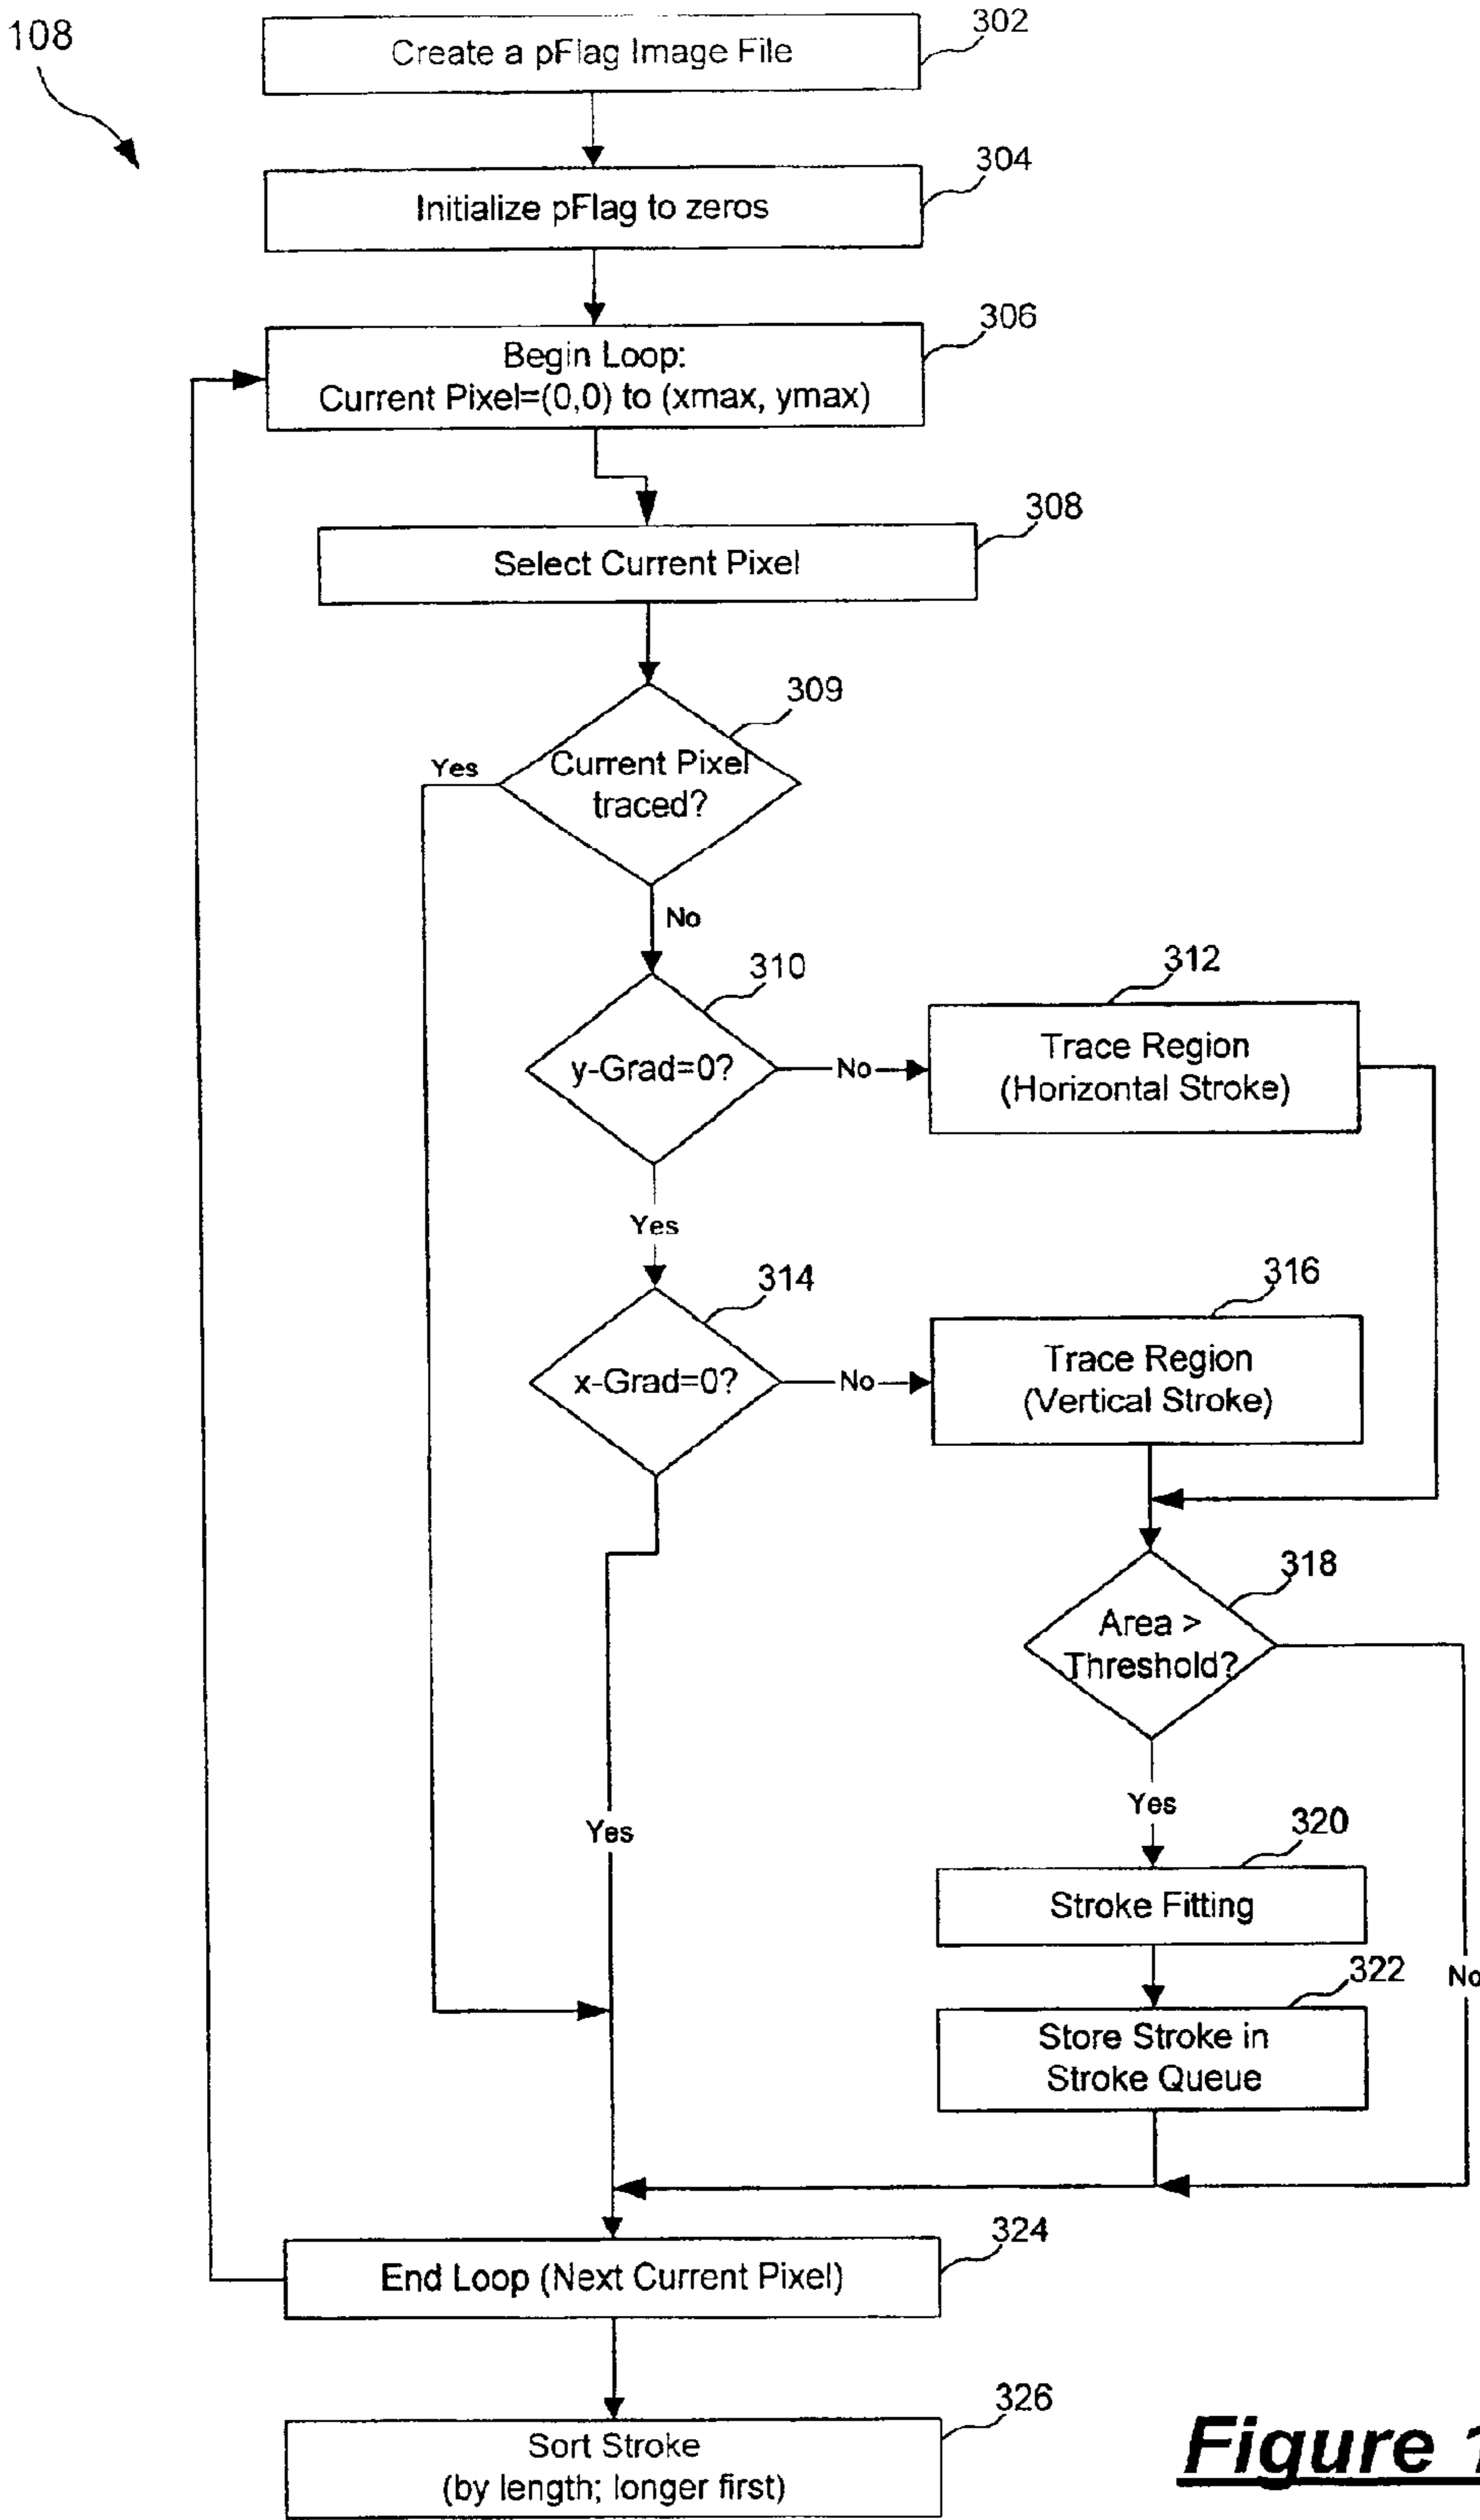 108
302
Create a pFlag Image File
304
Initialize pFlag to zeros
306
Begin Loop:
Current Pixel=(0,0) to (xmax, ymax)
308
Select Current Pixel
309
Current Pixel
traced?
Yes
No
310
y-Grad=0?
No
312
Trace Region
(Horizontal Stroke)
Yes
314
x-Grad=0?
No
316
Trace Region
(Vertical Stroke)
318
Area >
Threshold?
Yes
Yes
320
Stroke Fitting
322
No
Store Stroke in
Stroke Queue
324
End Loop (Next Current Pixel)
326
Sort Stroke
(by length; longer first)
Figure